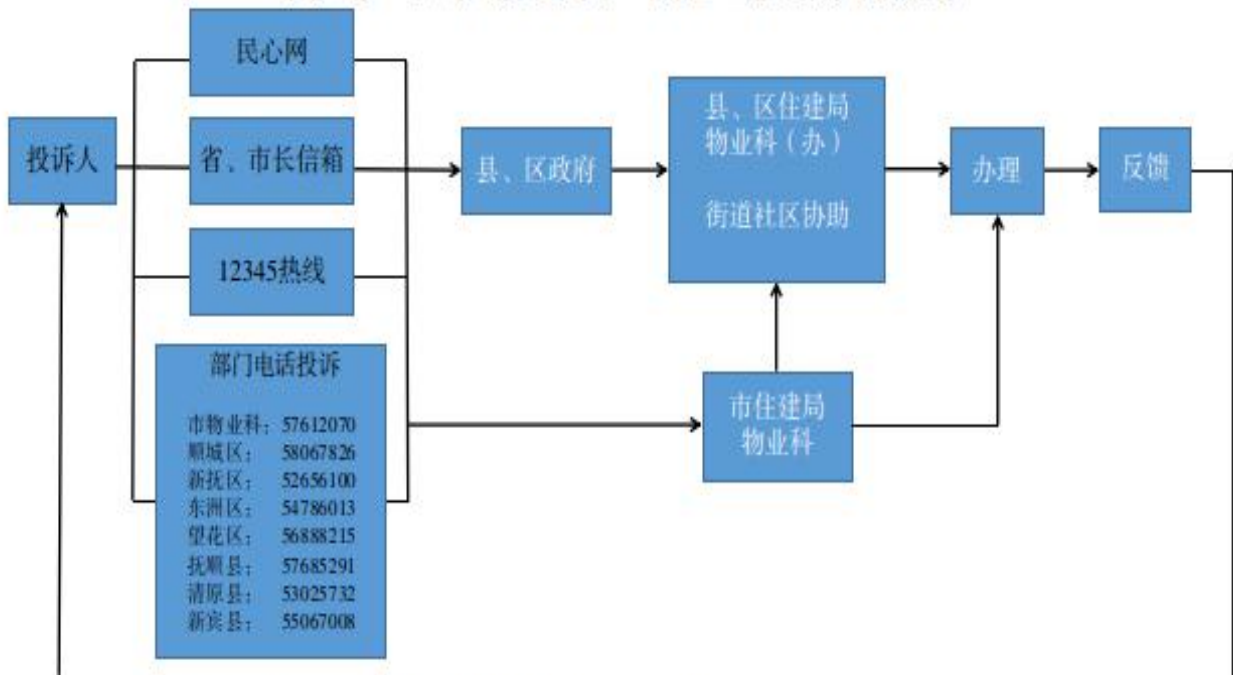 民心网
投诉人
省、市长信箱
县、区政府
县、区住建局
物业科（办）
街道社区协助
办理
反馈
12345热线
部门电话投诉
市物业科： 57612070
顺城区： 58067826
新抚区： 52656100
东洲区： 54786013
望花区： 56888215
抚顺县： 57685291
清原县： 53025732
新宾县： 55067008
市住建局
物业科